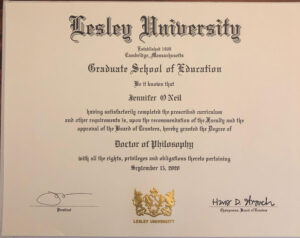 Lesley University
Established 1909
Cambridge, Massachusetts
Graduate School of Education
Be it known that
Jennifer O'Neil
having satisfactorily completed the prescribed curriculum
and other requirements is, upon the recommendation of the Faculty and the
approval of the Board of Trustees, hereby granted the Degree of
Doctor of Philosophy
with all the rights, privileges and obligations thereto pertaining
September 15, 2020
President
Hans D. Strauch
Chairperson, Board of Trustees
LESLEY UNIVERSITY